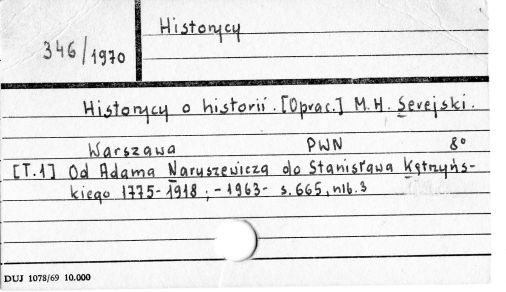 Historycy
346/1970
Historycy o historii. [Oprac.] M.H. Serejski.
Warszawa PWN 8°
[T.1] Od Adama Naruszewicza do Stanisława Kętrzyńs-
kiego 1775-1918 ; - 1963 - s. 665, nlb. 3
DUJ 1078/69 10.000